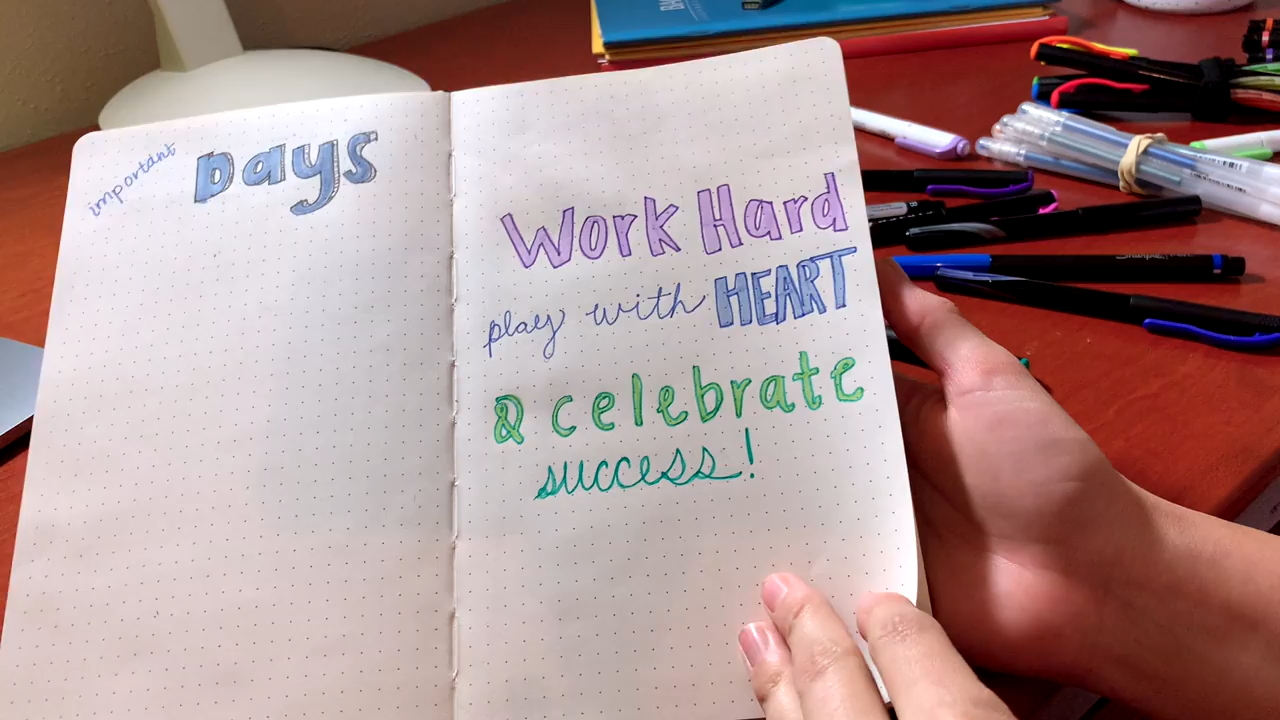 important Days
Work Hard
play with HEART
& celebrate
success!